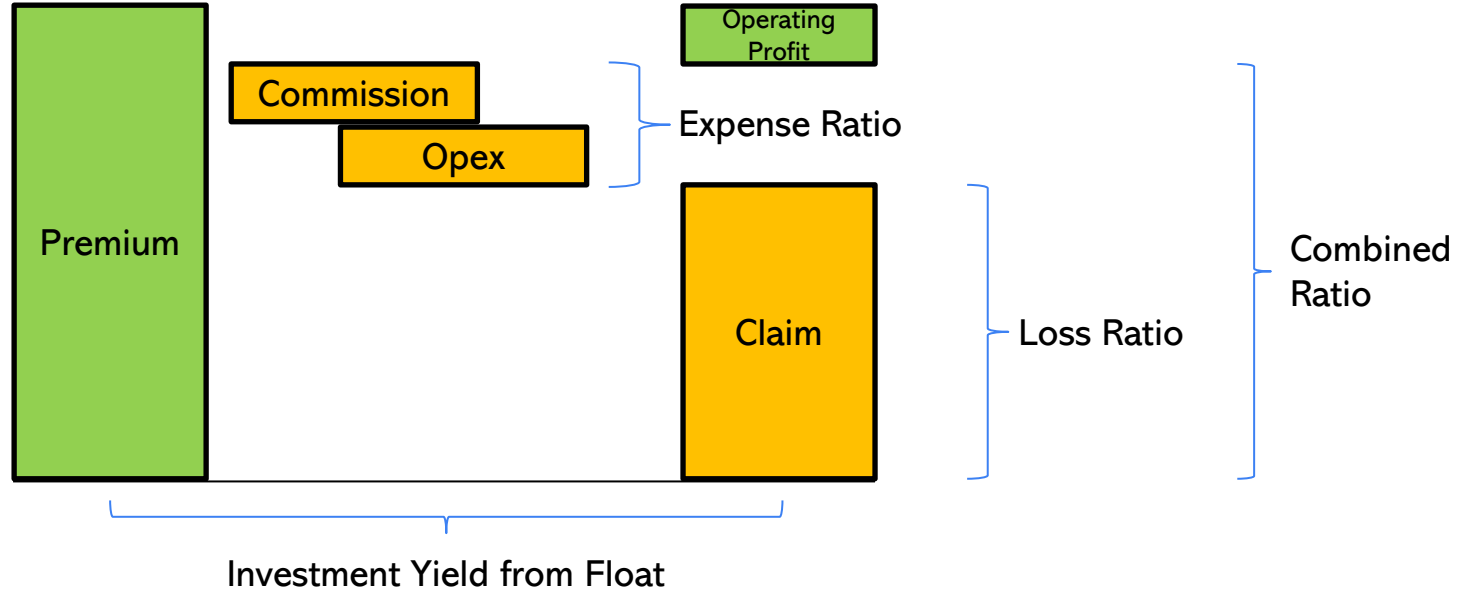 Operating
Profit
Commission
Expense Ratio
Opex
Premium
Combined
Ratio
Claim
Loss Ratio
Investment Yield from Float